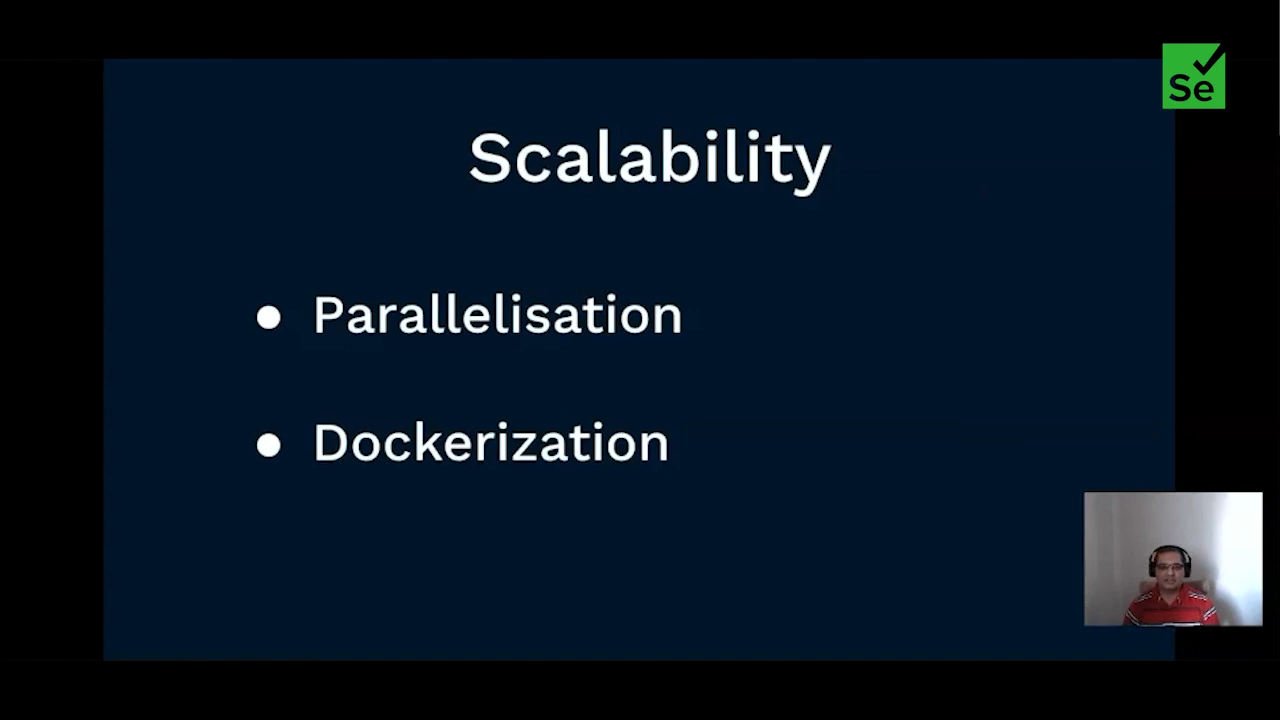 Se
Scalability
● Parallelisation
● Dockerization